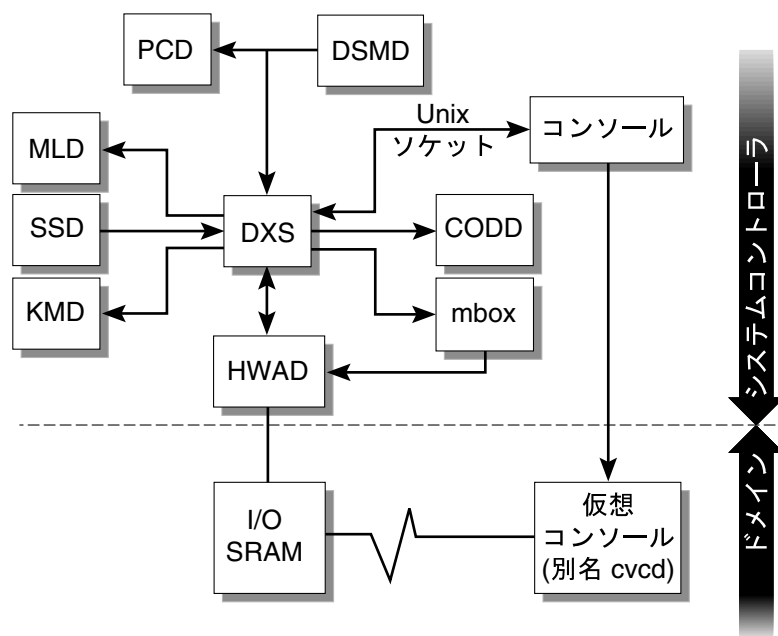 PCD
DSMD
Unix
ソケット
コンソール
MLD
SSD
DXS
CODD
KMD
mbox
HWAD
システムコントローラ
I/O
SRAM
仮想
コンソール
(別名 cvcd)
ドメイン